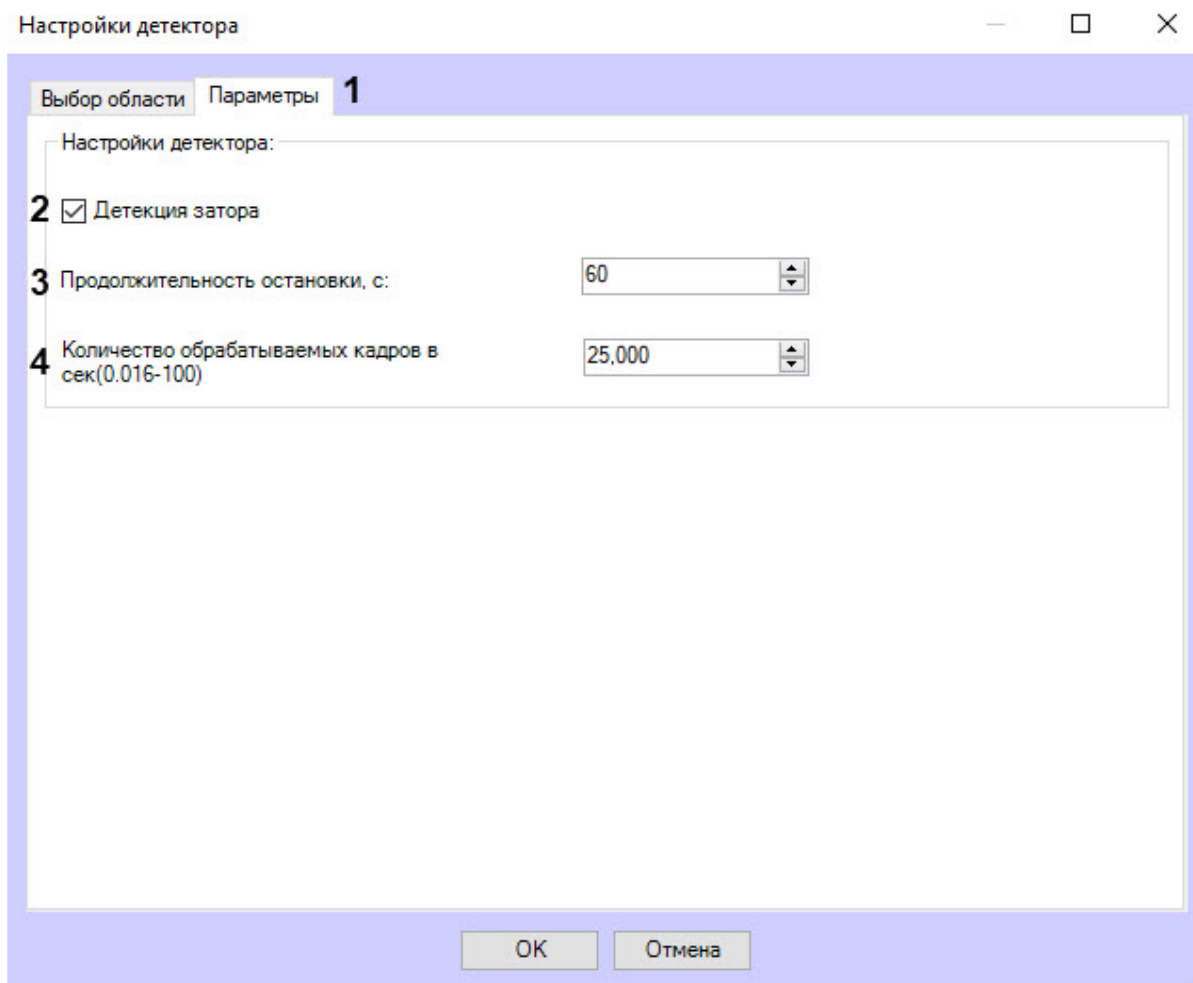 Настройки детектора
Выбор области Параметры 1
Настройки детектора:
2 Детекция затора
3 Продолжительность остановки, с: 60
4 Количество обрабатываемых кадров в
сек(0.016-100) 25,000
OK Отмена